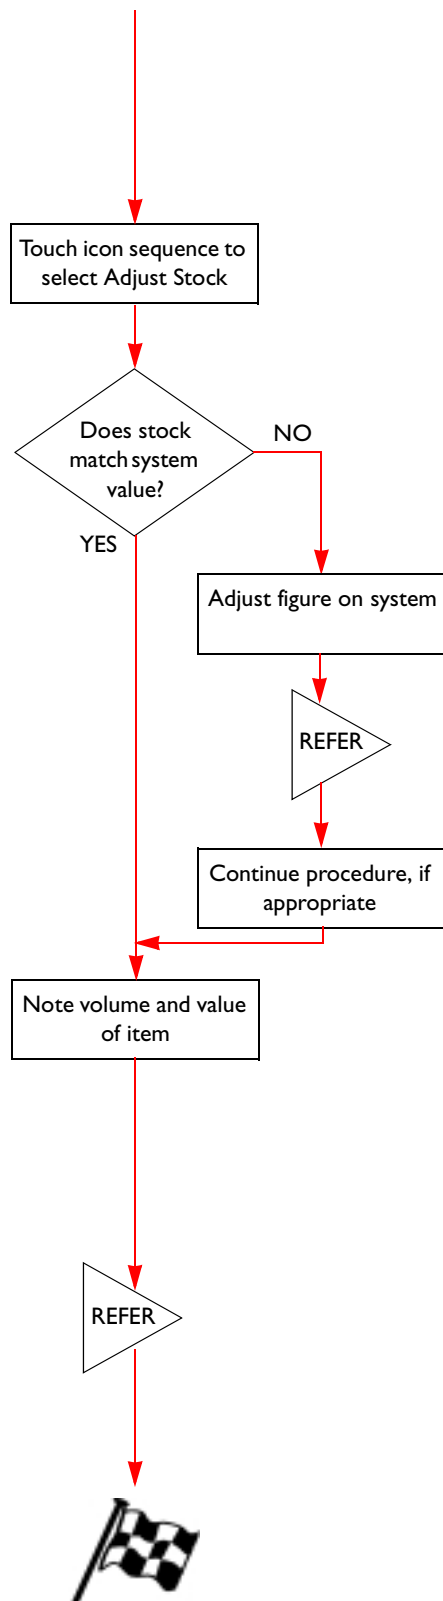 Touch icon sequence to
select Adjust Stock
Does stock
match system
value?
NO
YES
Adjust figure on system
REFER
Continue procedure, if
appropriate
Note volume and value
of item
REFER